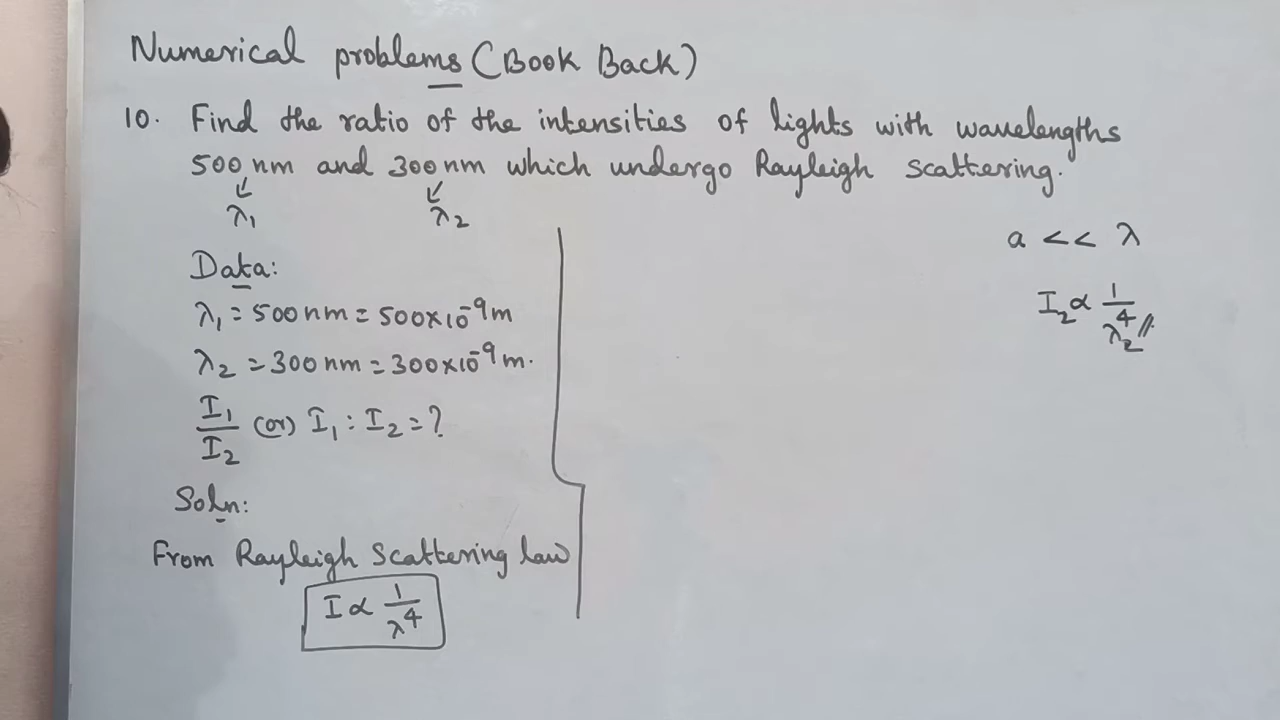 Numerical problems (Book Back)
10. Find the ratio of the intensities of lights with wavelengths
500 nm and 300 nm which undergo Rayleigh scattering.
λ₁ λ₂
Data:
λ₁ = 500 nm = 500×10⁻⁹ m
λ₂ = 300 nm = 300×10⁻⁹ m.
I₁/I₂ (or) I₁ : I₂ = ?
Soln:
From Rayleigh Scattering law
I ∝ 1/λ⁴
a << λ
I₂ ∝ 1/λ₂⁴ //